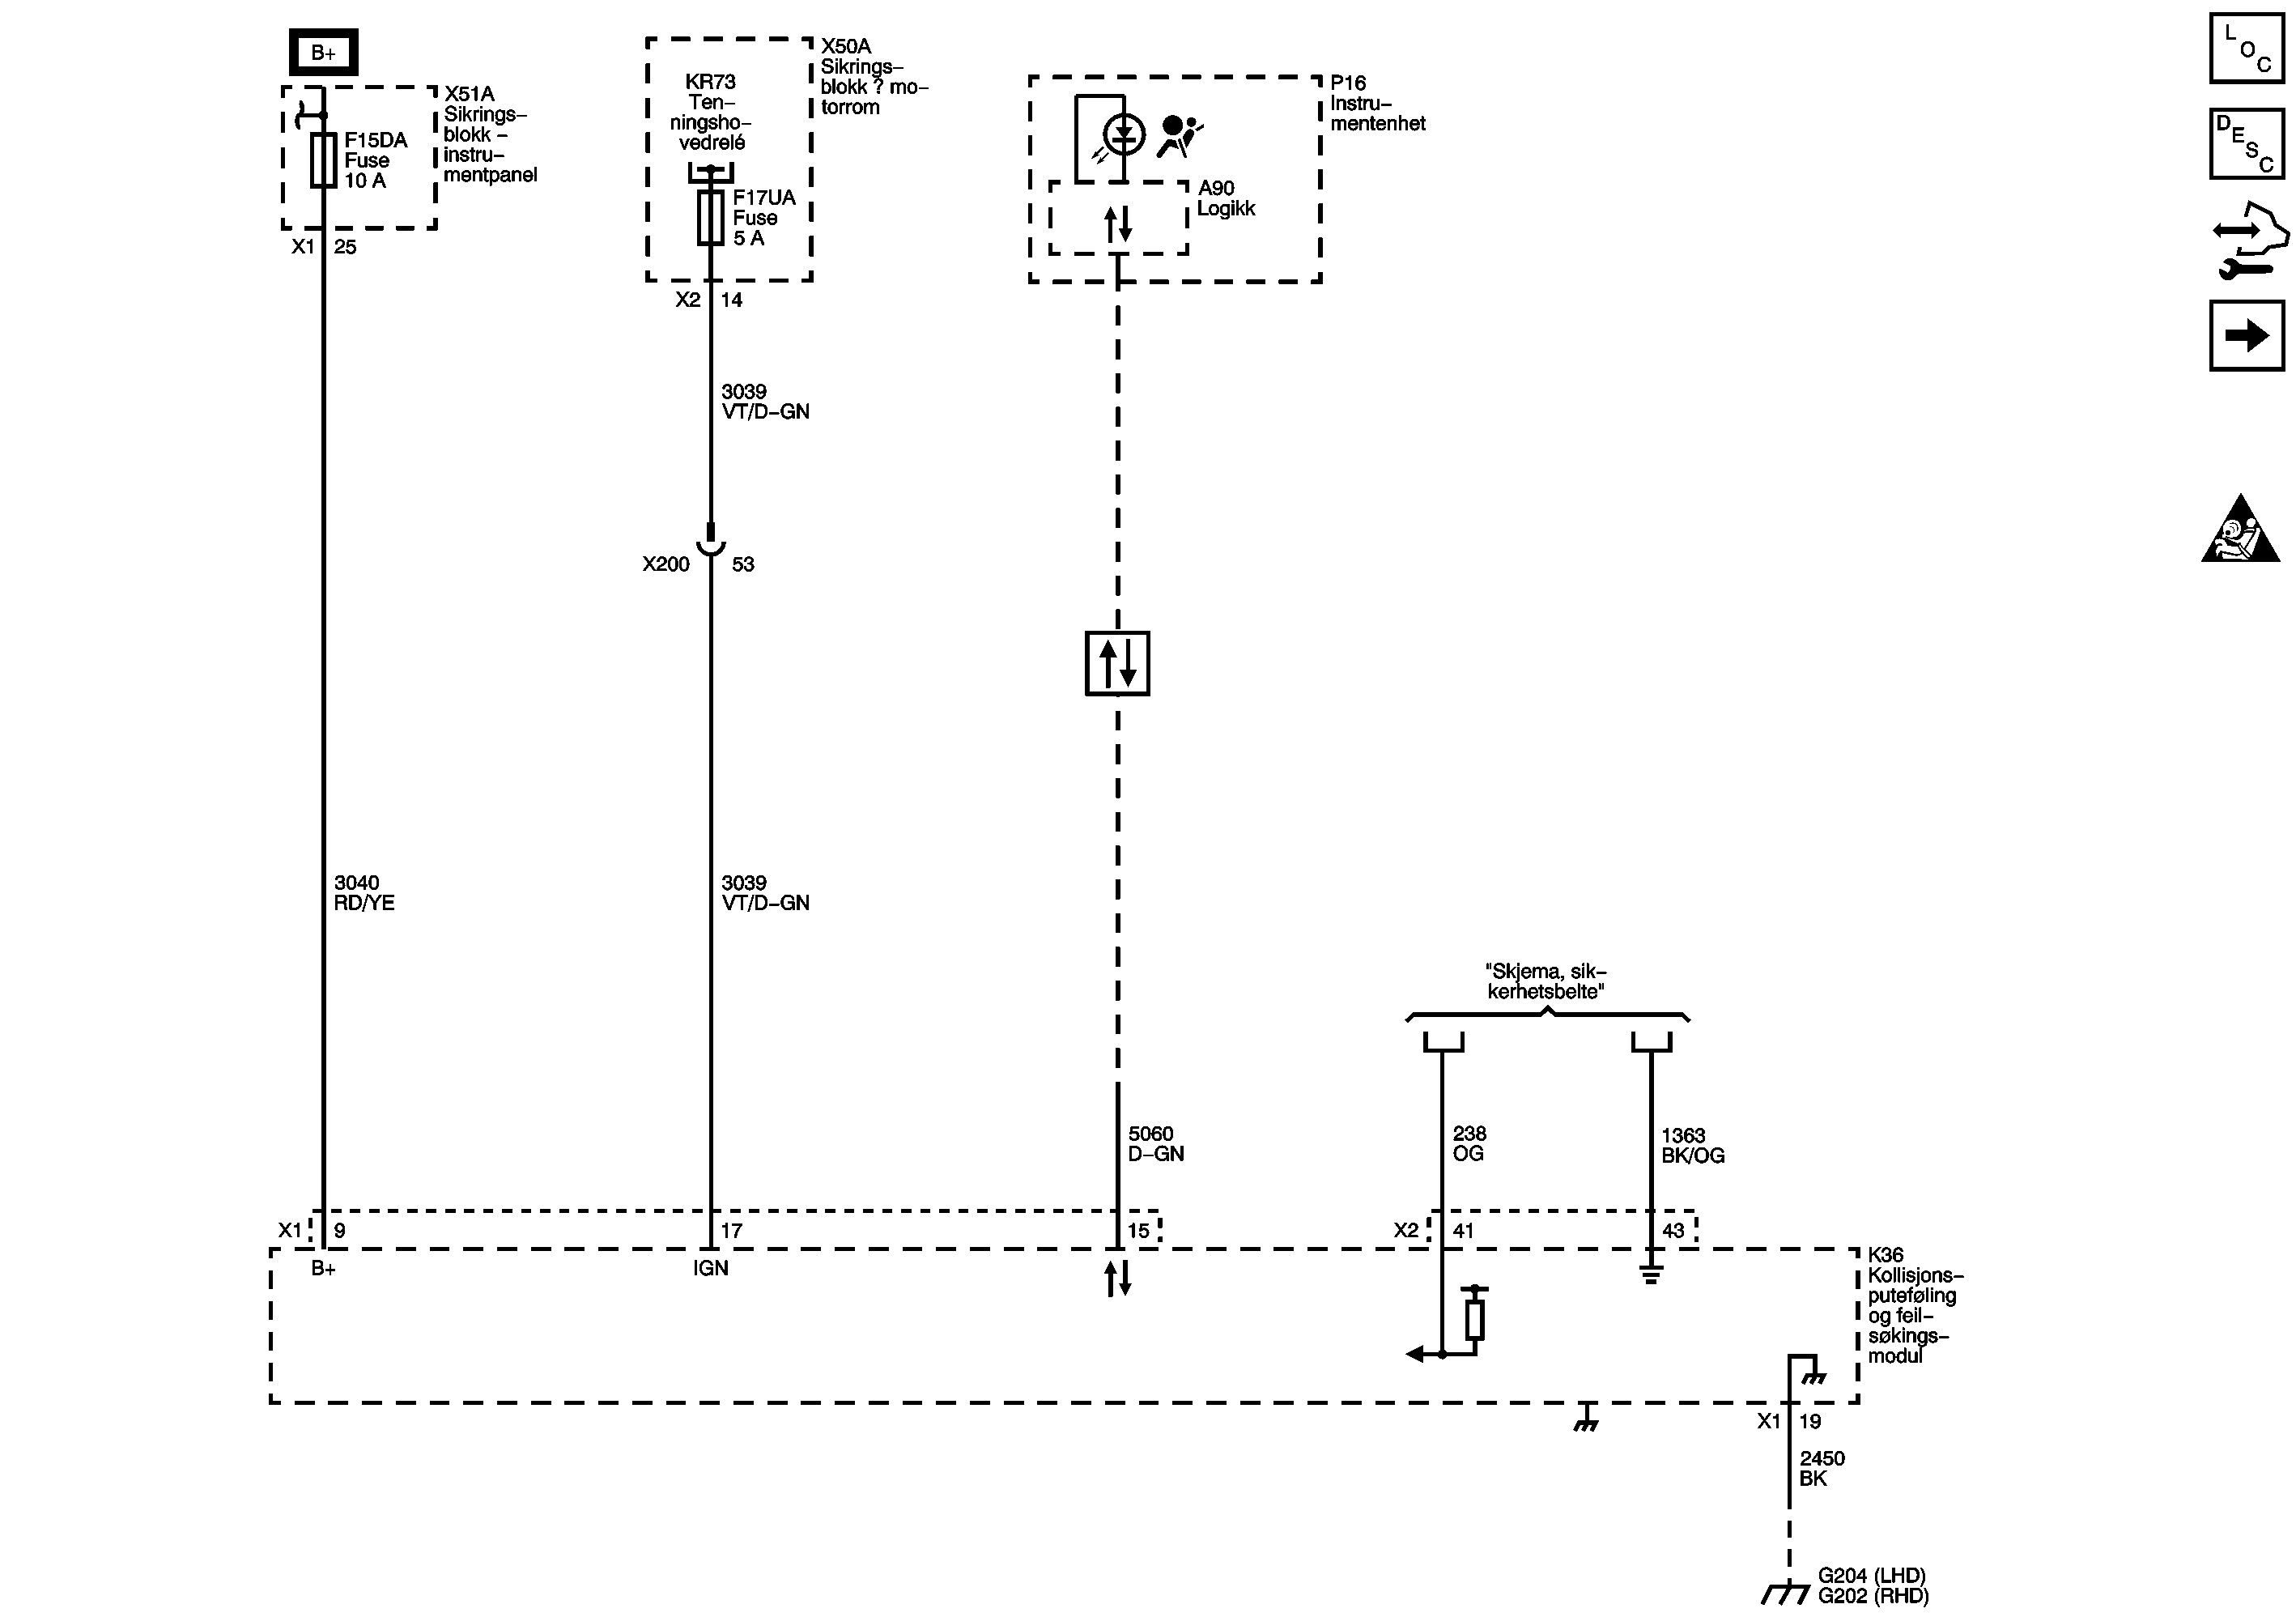 B+
X51A
Sikrings–
blokk –
instru–
mentpanel
F15DA
Fuse
10 A
X1 25
X50A
Sikrings–
blokk ? mo–
torrom
KR73
Ten–
ningsho–
vedrelé
F17UA
Fuse
5 A
X2 14
P16
Instru–
mentenhet
A90
Logikk
LOC
DESC
3039
VT/D–GN
X200 53
3040
RD/YE
3039
VT/D–GN
"Skjema, sik–
kerhetsbelte"
5060
D–GN
238
OG
1363
BK/OG
X1 9 17 15 X2 41 43
B+ IGN
K36
Kollisjons–
puteføling
og feil–
søkings–
modul
X1 19
2450
BK
G204 (LHD)
G202 (RHD)